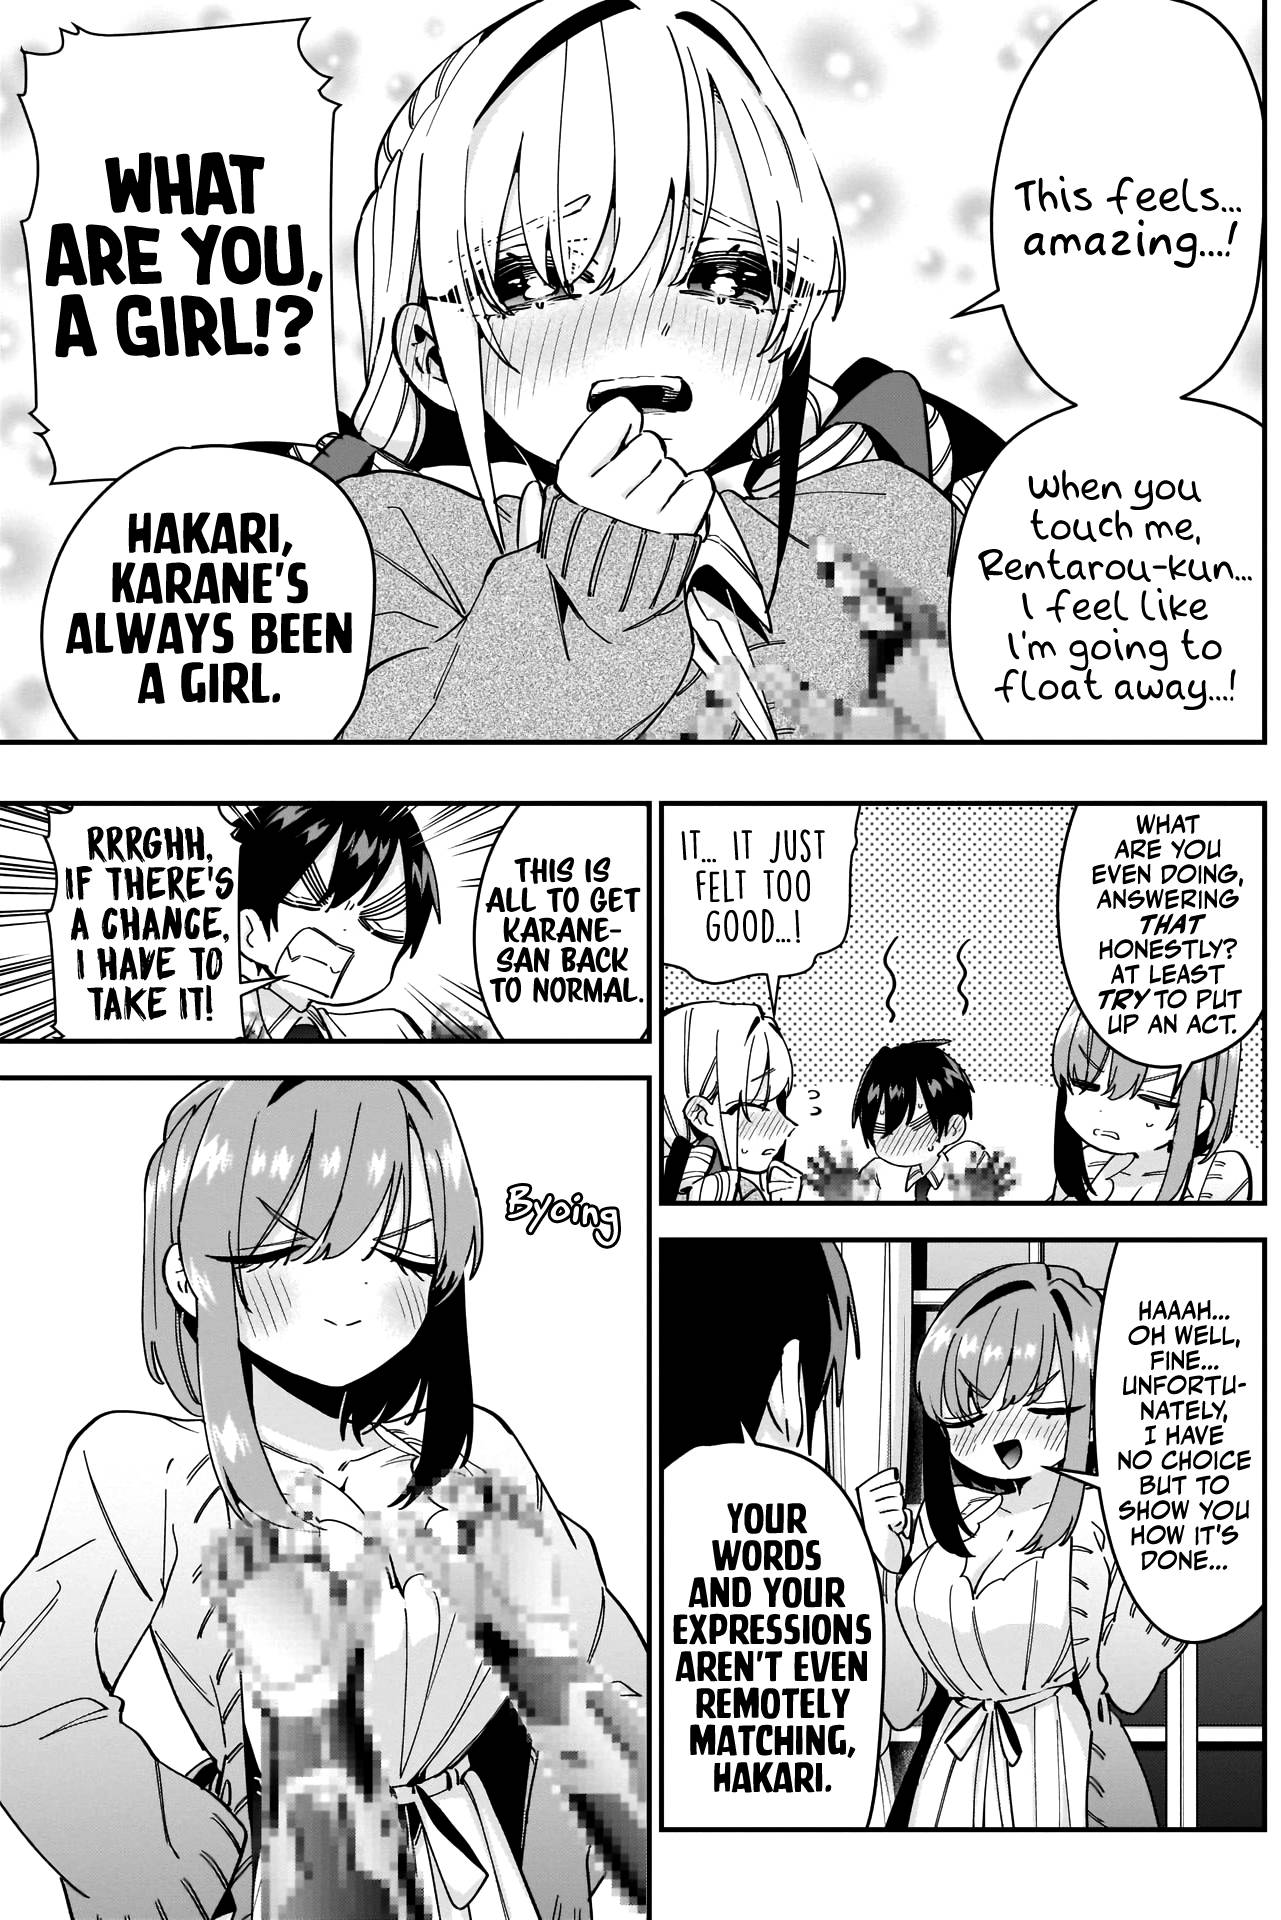 This feels...
amazing...!
When you
touch me,
Rentarou-kun...
I feel like
I'm going to
float away...!
WHAT
ARE YOU,
A GIRL!?
HAKARI,
KARANE'S
ALWAYS BEEN
A GIRL.
WHAT
ARE YOU
EVEN DOING,
ANSWERING
THAT
HONESTLY?
AT LEAST
TRY TO PUT
UP AN ACT.
IT... IT JUST
FELT TOO
GOOD...!
THIS IS
ALL TO GET
KARANE-
SAN BACK
TO NORMAL.
RRRGHH,
IF THERE'S
A CHANCE,
I HAVE TO
TAKE IT!
HAAAH...
OH WELL,
FINE...
UNFORTU-
NATELY,
I HAVE
NO CHOICE
BUT TO
SHOW YOU
HOW IT'S
DONE...
YOUR
WORDS
AND YOUR
EXPRESSIONS
AREN'T EVEN
REMOTELY
MATCHING,
HAKARI.
Byoing